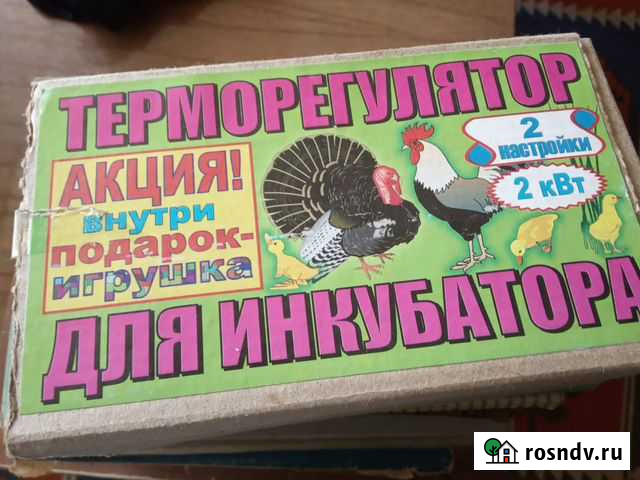 ТЕРМОРЕГУЛЯТОР
АКЦИЯ!
внутри
подарок-
игрушка
2
настройки
2 кВт
ДЛЯ ИНКУБАТОРА
rosndv.ru